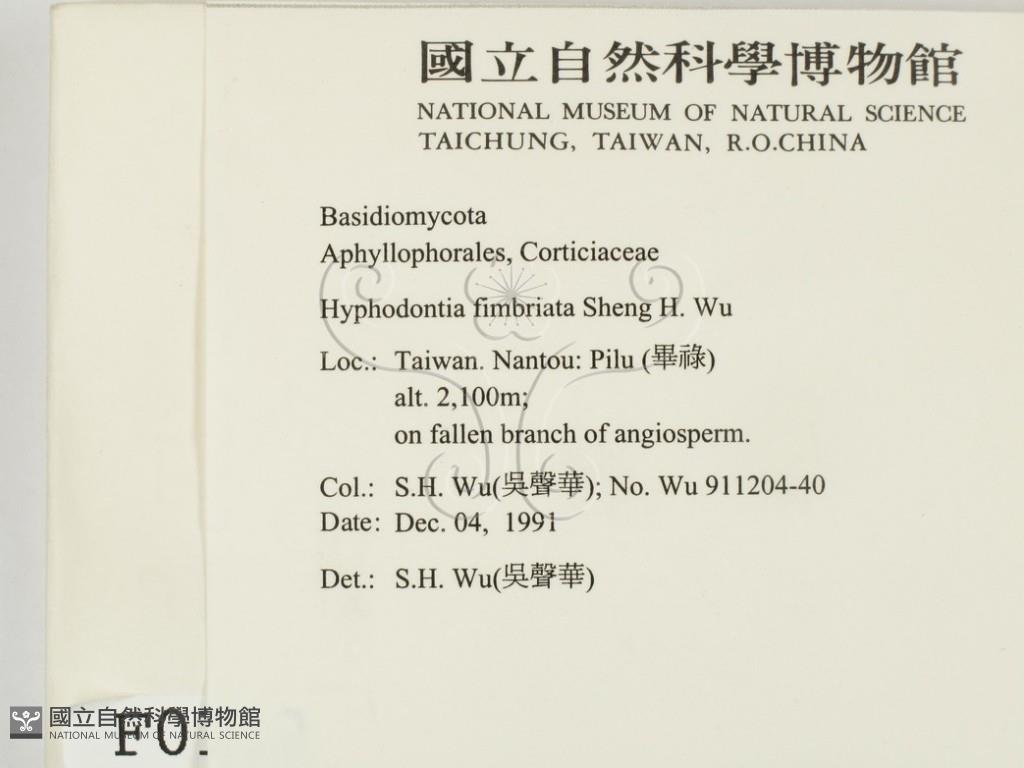 國立自然科學博物館
NATIONAL MUSEUM OF NATURAL SCIENCE
TAICHUNG, TAIWAN, R.O.CHINA
Basidiomycota
Aphyllophorales, Corticiaceae
Hyphodontia fimbriata Sheng H. Wu
Loc.: Taiwan. Nantou: Pilu (畢祿)
alt. 2,100m;
on fallen branch of angiosperm.
Col.: S.H. Wu(吳聲華); No. Wu 911204-40
Date: Dec. 04, 1991
Det.: S.H. Wu(吳聲華)
國立自然科學博物館
NATIONAL MUSEUM OF NATURAL SCIENCE
F0.